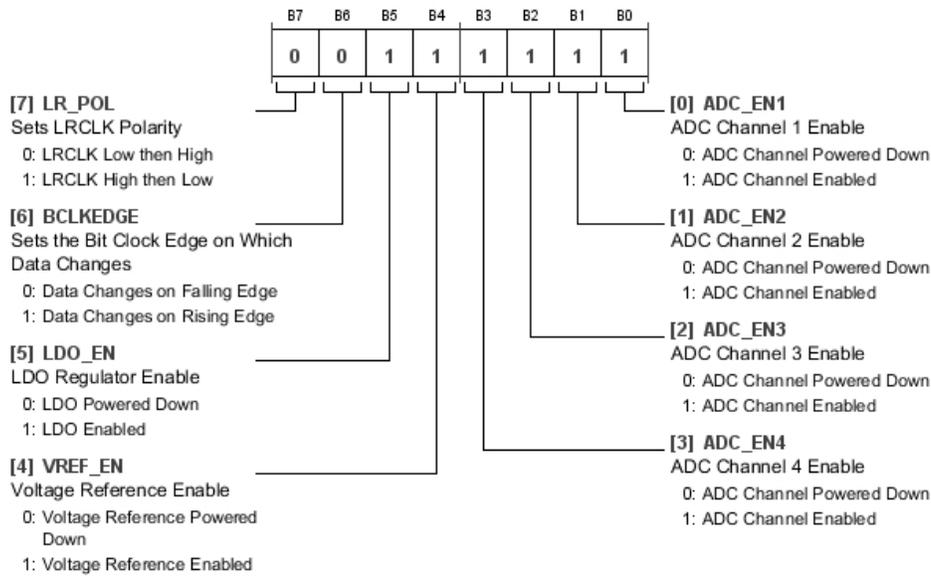 B7 B6 B5 B4 B3 B2 B1 B0
0 0 1 1 1 1 1 1
[7] LR_POL
Sets LRCLK Polarity
0: LRCLK Low then High
1: LRCLK High then Low
[6] BCLKEDGE
Sets the Bit Clock Edge on Which
Data Changes
0: Data Changes on Falling Edge
1: Data Changes on Rising Edge
[5] LDO_EN
LDO Regulator Enable
0: LDO Powered Down
1: LDO Enabled
[4] VREF_EN
Voltage Reference Enable
0: Voltage Reference Powered
Down
1: Voltage Reference Enabled
[0] ADC_EN1
ADC Channel 1 Enable
0: ADC Channel Powered Down
1: ADC Channel Enabled
[1] ADC_EN2
ADC Channel 2 Enable
0: ADC Channel Powered Down
1: ADC Channel Enabled
[2] ADC_EN3
ADC Channel 3 Enable
0: ADC Channel Powered Down
1: ADC Channel Enabled
[3] ADC_EN4
ADC Channel 4 Enable
0: ADC Channel Powered Down
1: ADC Channel Enabled